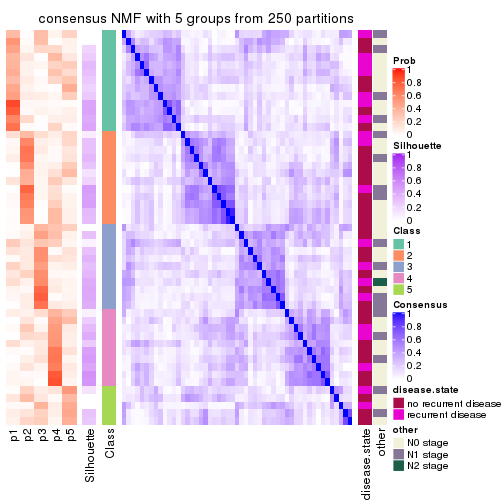 consensus NMF with 5 groups from 250 partitions
p1
p2
p3
p4
p5
Silhouette
Class
disease.state
other
Prob
1
0.8
0.6
0.4
0.2
0
Silhouette
1
0.8
0.6
0.4
0.2
0
Class
1
2
3
4
5
Consensus
1
0.8
0.6
0.4
0.2
0
disease.state
no recurrent disease
recurrent disease
other
N0 stage
N1 stage
N2 stage